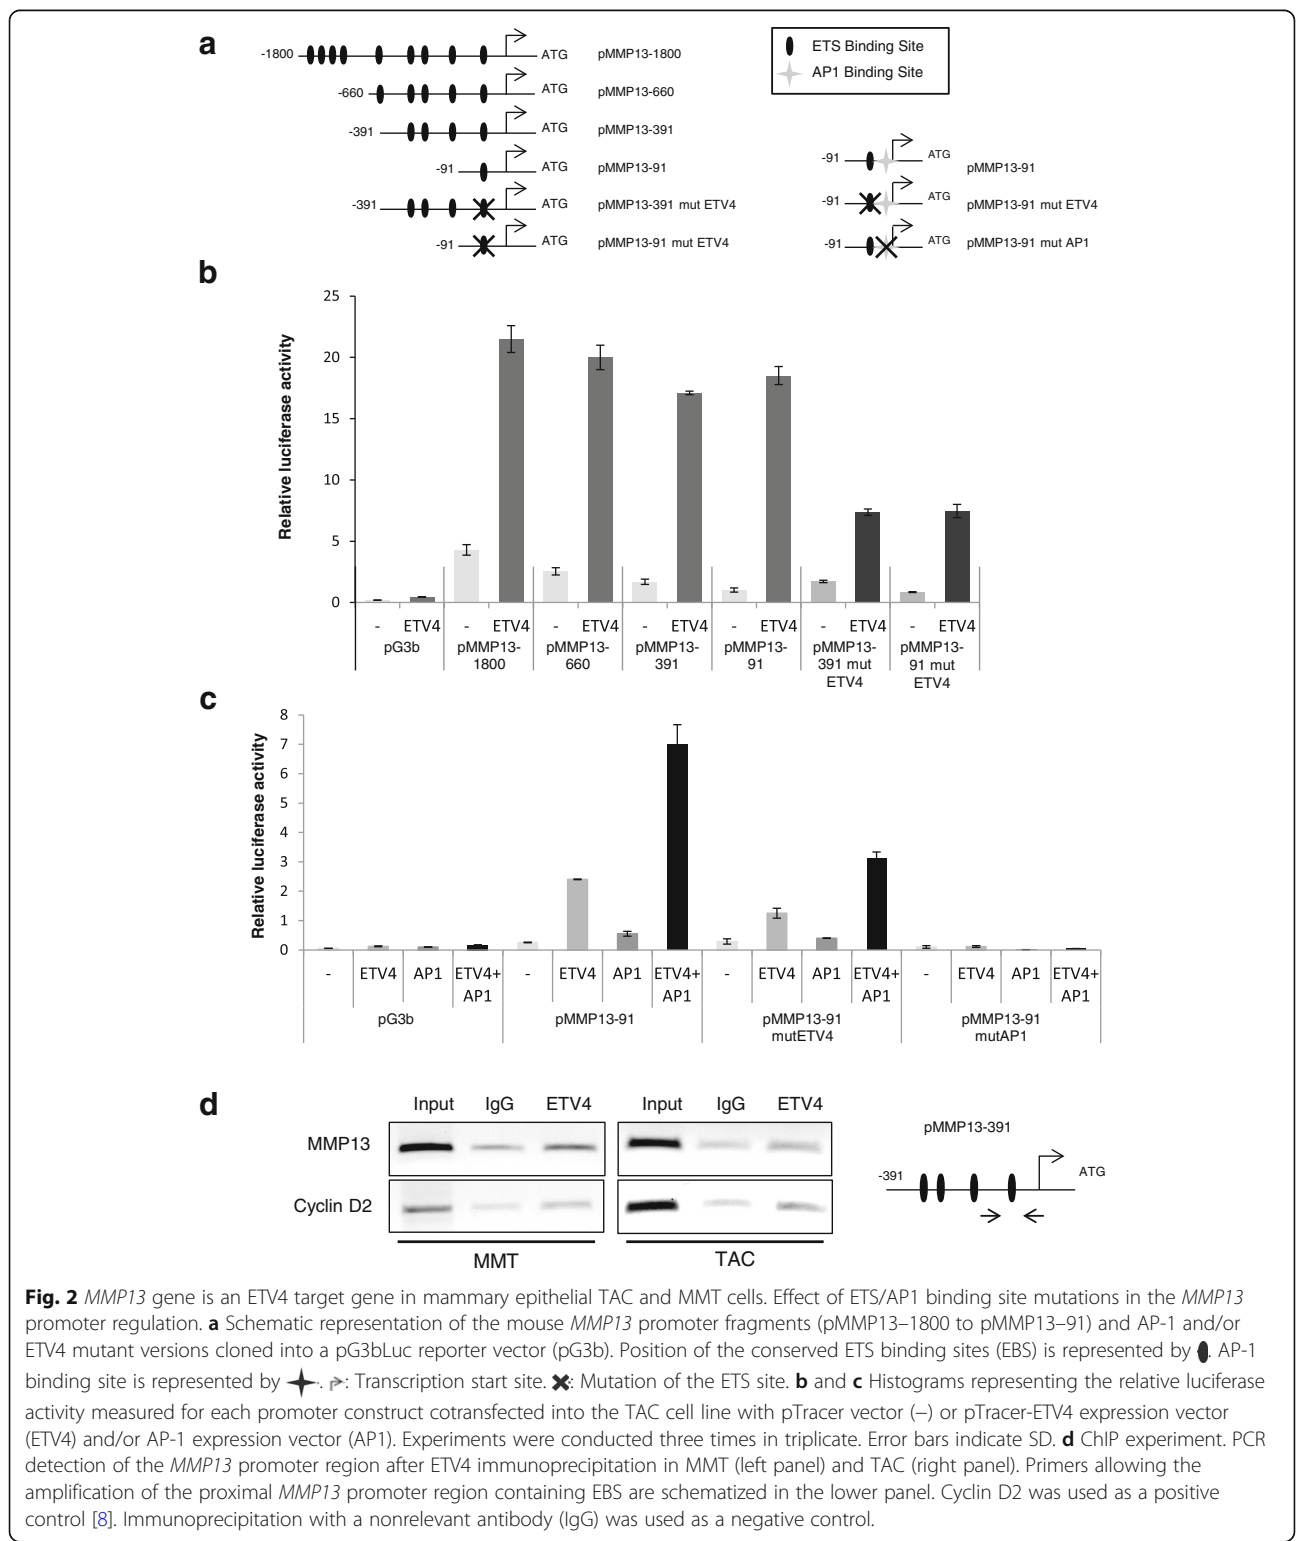 a
-1800 ATG pMMP13-1800
-660 ATG pMMP13-660
-391 ATG pMMP13-391
-91 ATG pMMP13-91
-391 ATG pMMP13-391 mut ETV4
-91 ATG pMMP13-91 mut ETV4
ETS Binding Site
AP1 Binding Site
-91 ATG pMMP13-91
-91 ATG pMMP13-91 mut ETV4
-91 ATG pMMP13-91 mut AP1
b
Relative luciferase activity
25
20
15
10
5
0
- ETV4 - ETV4 - ETV4 - ETV4 - ETV4 - ETV4 - ETV4
pG3b pMMP13- pMMP13- pMMP13- pMMP13- pMMP13- pMMP13-
1800 660 391 91 391 mut 91 mut
ETV4 ETV4
c
Relative luciferase activity
8
7
6
5
4
3
2
1
0
- ETV4 AP1 ETV4+ - ETV4 AP1 ETV4+ - ETV4 AP1 ETV4+ - ETV4 AP1 ETV4+
AP1 AP1 AP1 AP1
pG3b pMMP13-91 pMMP13-91 pMMP13-91
mutETV4 mutAP1
d
Input IgG ETV4 Input IgG ETV4
MMP13
Cyclin D2
MMT TAC
pMMP13-391
-391 ATG
Fig. 2 MMP13 gene is an ETV4 target gene in mammary epithelial TAC and MMT cells. Effect of ETS/AP1 binding site mutations in the MMP13
promoter regulation. a Schematic representation of the mouse MMP13 promoter fragments (pMMP13–1800 to pMMP13–91) and AP-1 and/or
ETV4 mutant versions cloned into a pG3bLuc reporter vector (pG3b). Position of the conserved ETS binding sites (EBS) is represented by . AP-1
binding site is represented by . : Transcription start site. : Mutation of the ETS site. b and c Histograms representing the relative luciferase
activity measured for each promoter construct cotransfected into the TAC cell line with pTracer vector (−) or pTracer-ETV4 expression vector
(ETV4) and/or AP-1 expression vector (AP1). Experiments were conducted three times in triplicate. Error bars indicate SD. d ChIP experiment. PCR
detection of the MMP13 promoter region after ETV4 immunoprecipitation in MMT (left panel) and TAC (right panel). Primers allowing the
amplification of the proximal MMP13 promoter region containing EBS are schematized in the lower panel. Cyclin D2 was used as a positive
control [8]. Immunoprecipitation with a nonrelevant antibody (IgG) was used as a negative control.